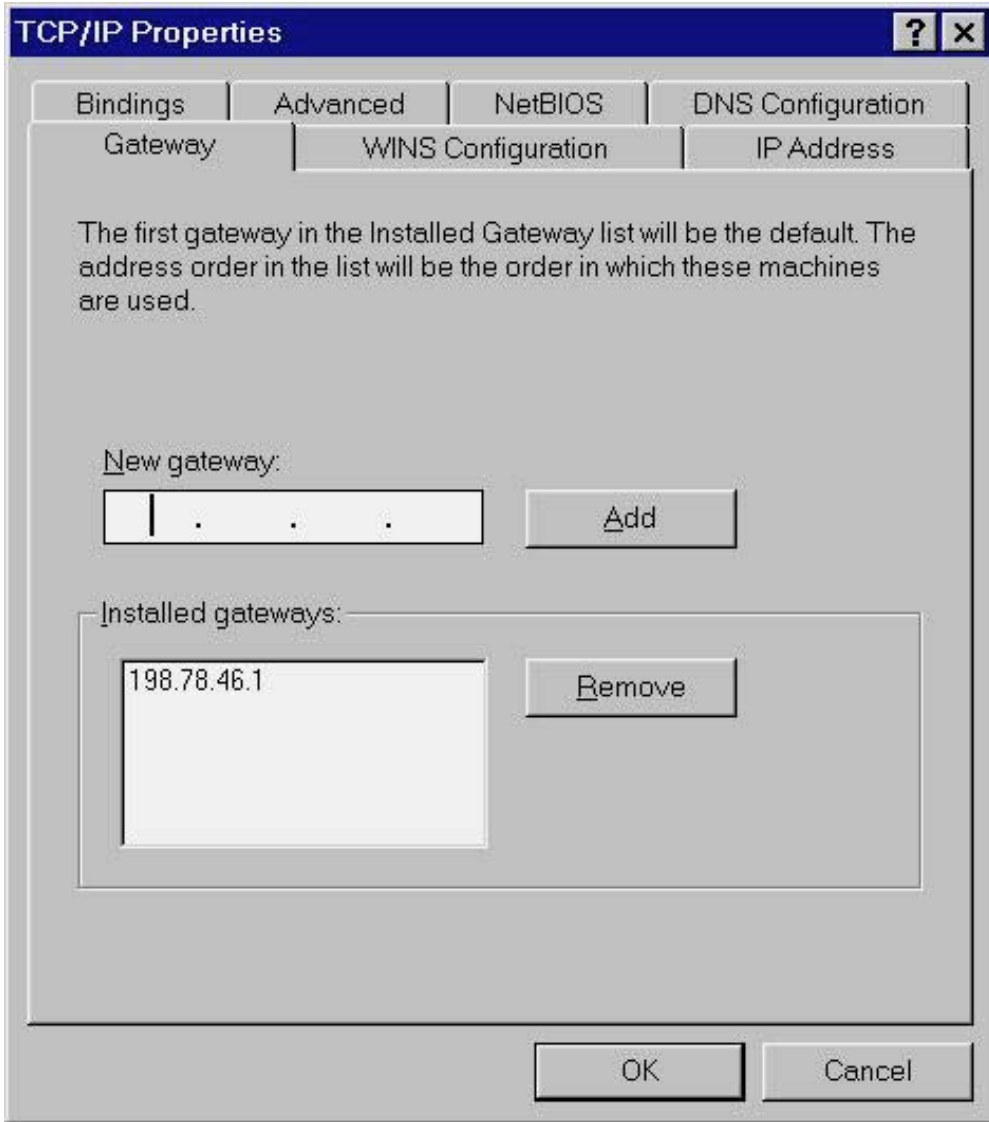 TCP/IP Properties
Bindings
Advanced
NetBIOS
DNS Configuration
Gateway
WINS Configuration
IP Address
The first gateway in the Installed Gateway list will be the default. The
address order in the list will be the order in which these machines
are used.
New gateway:
. . .
Add
Installed gateways:
198.78.46.1
Remove
OK
Cancel